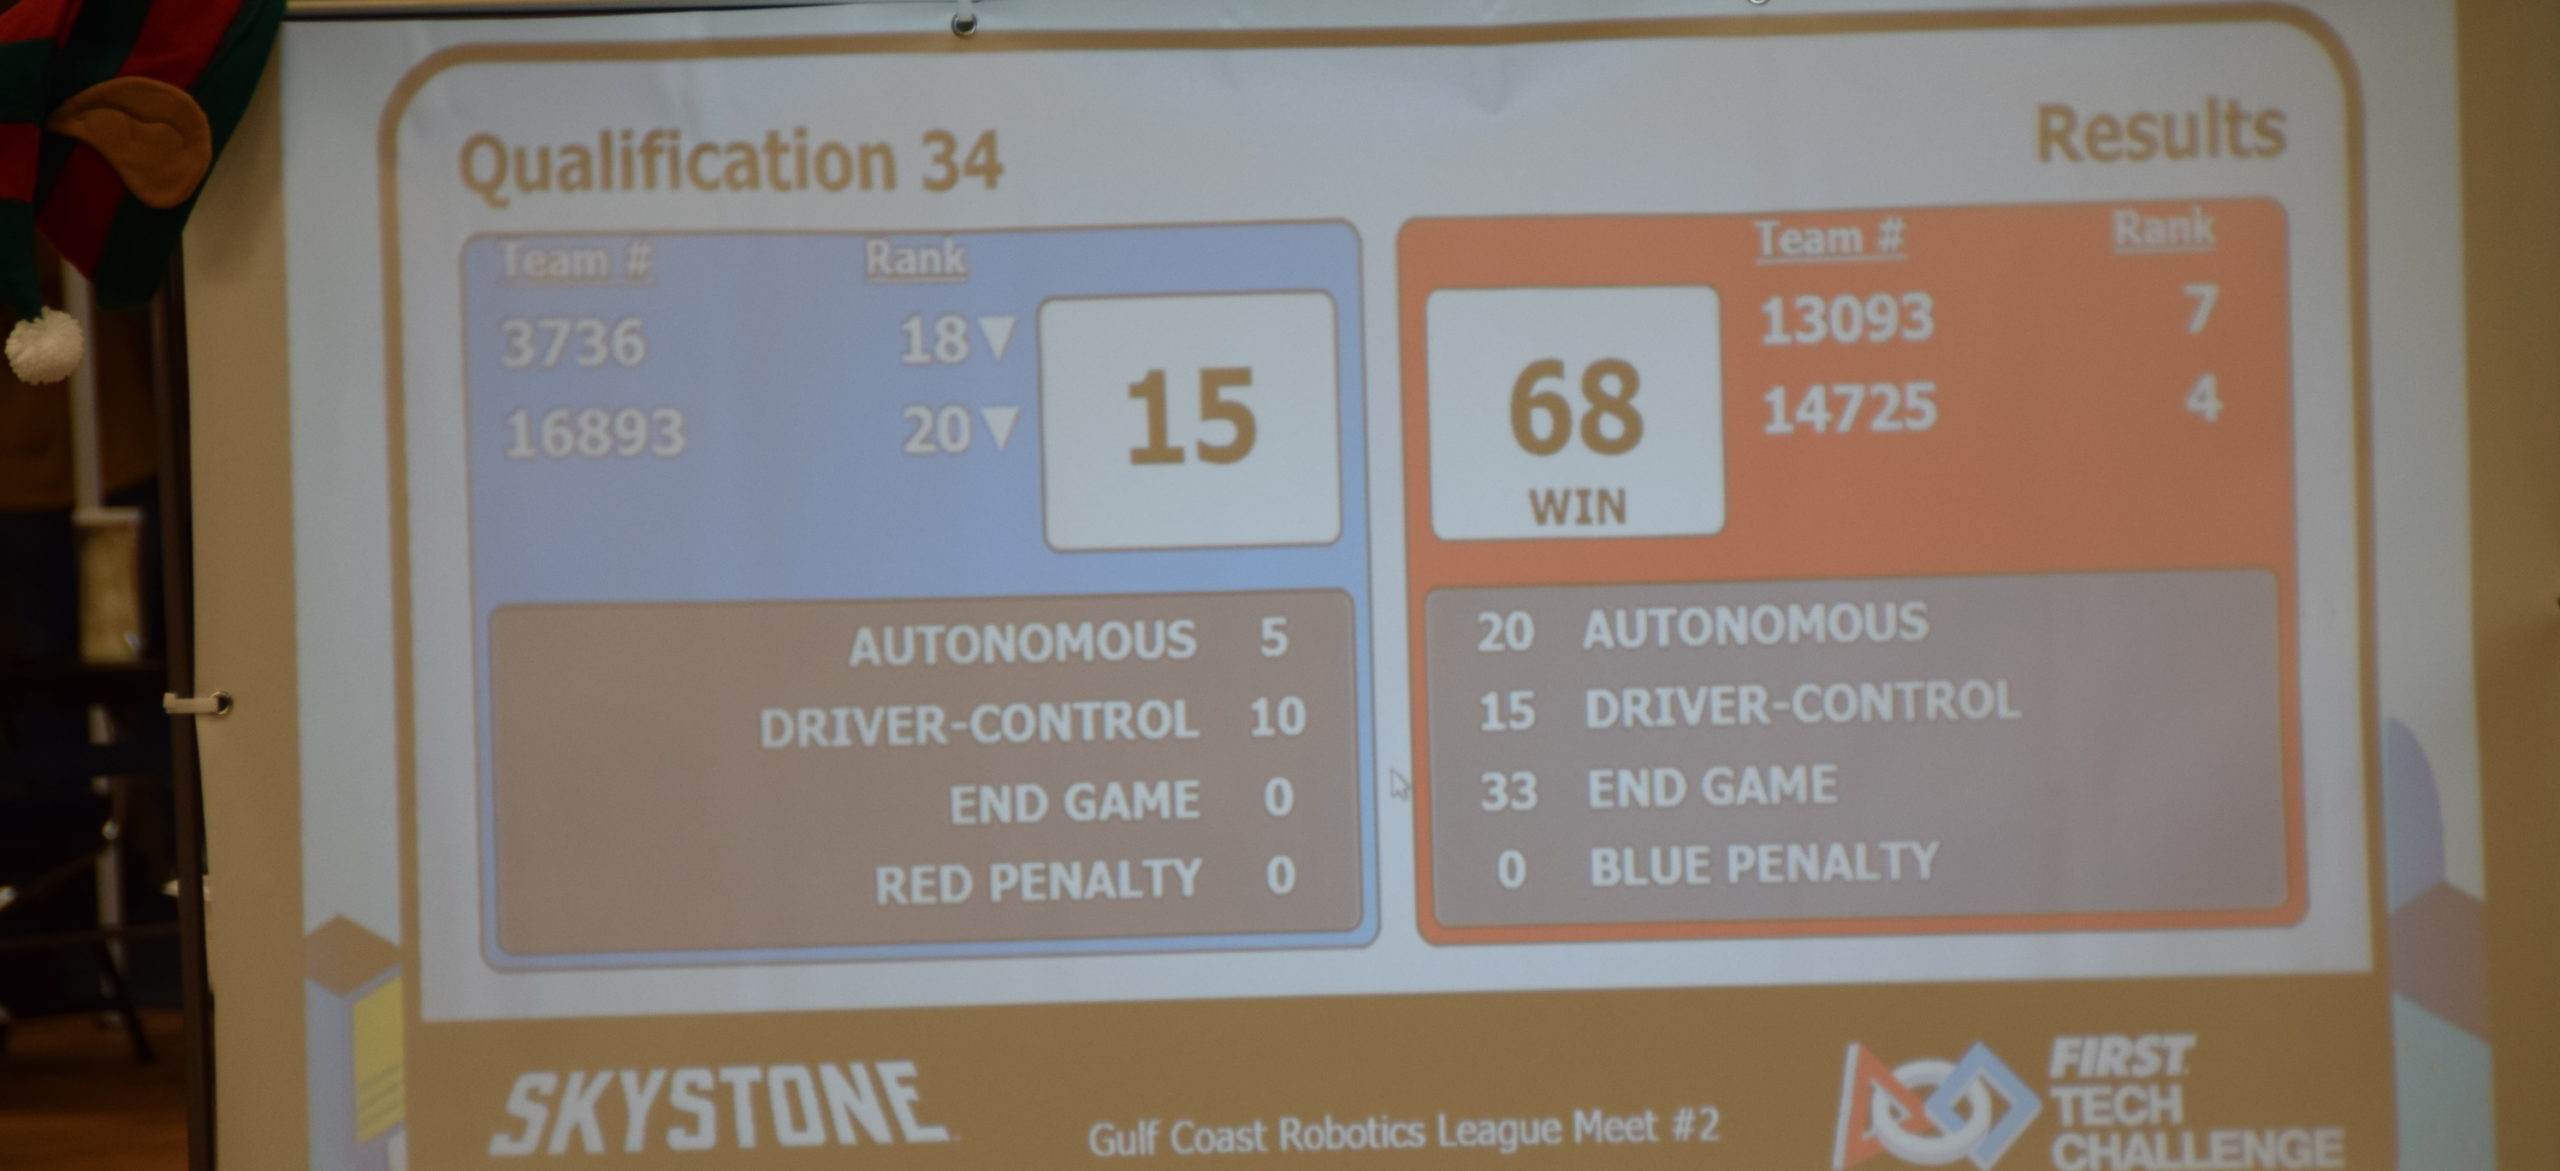 Qualification 34
Results
Team # Rank
3736 18▼
16893 20▼
15
AUTONOMOUS 5
DRIVER-CONTROL 10
END GAME 0
RED PENALTY 0
Team # Rank
13093 7
14725 4
68
WIN
20 AUTONOMOUS
15 DRIVER-CONTROL
33 END GAME
0 BLUE PENALTY
SKYSTONE
Gulf Coast Robotics League Meet #2
FIRST
TECH
CHALLENGE